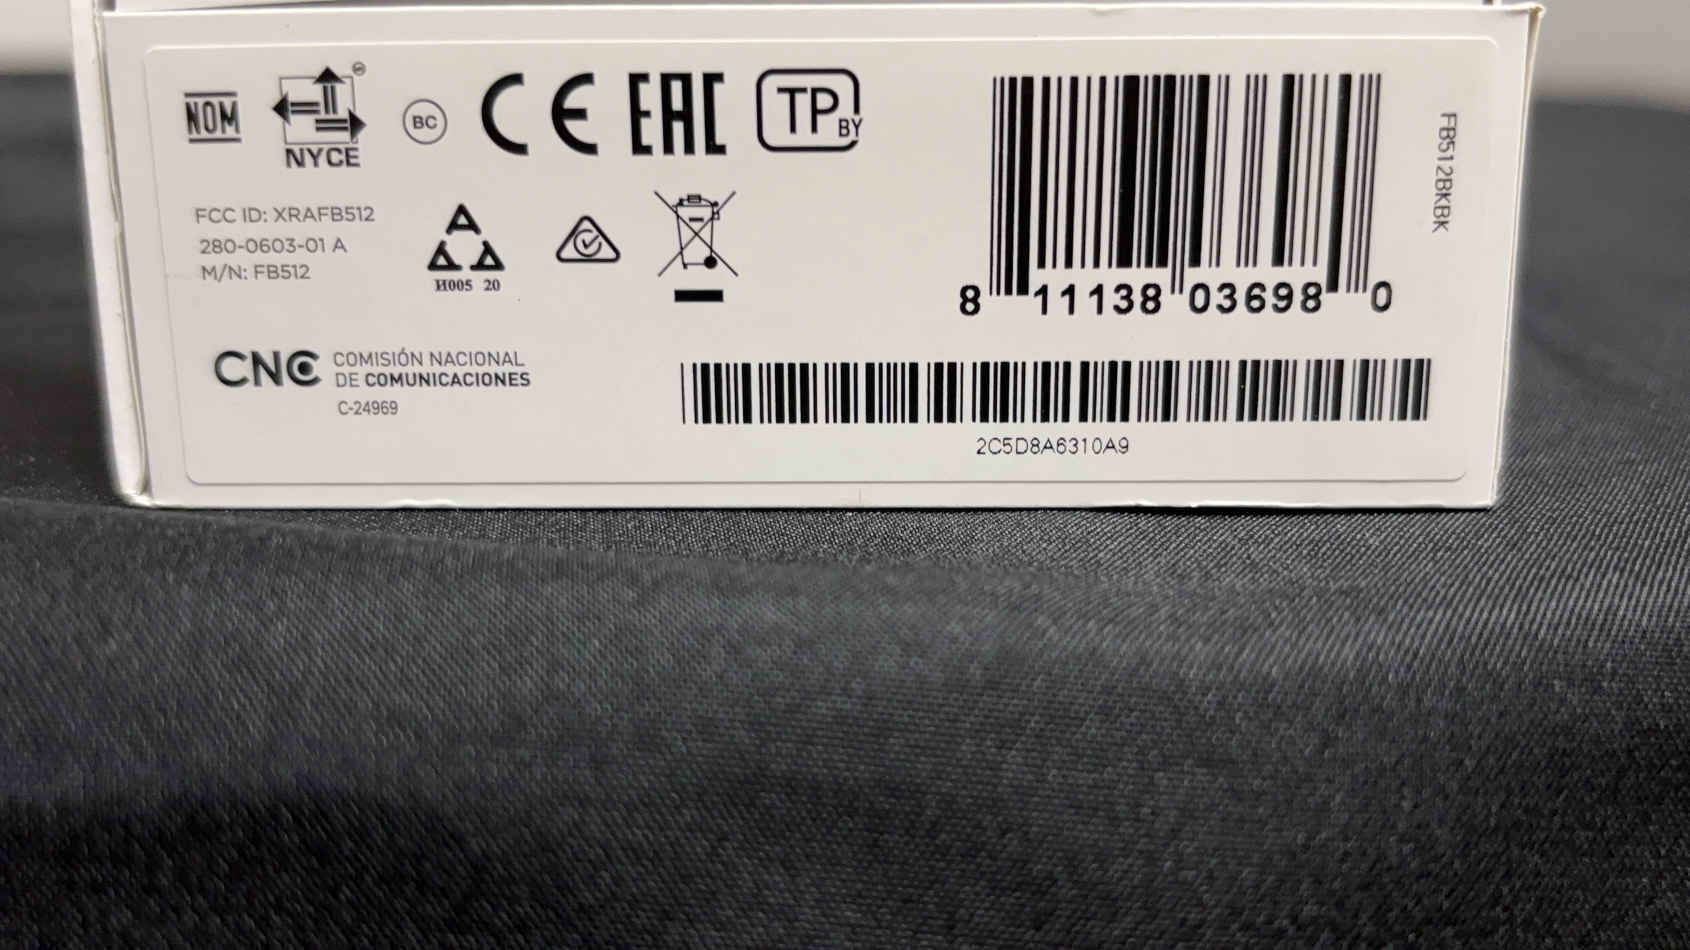 NOM
NYCE
BC
CE
EAC
TP BY
FCC ID: XRAFB512
280-0603-01 A
M/N: FB512
H005 20
CNC COMISIÓN NACIONAL
DE COMUNICACIONES
C-24969
8 11138 03698 0
FB512BKBK
2C5D8A6310A9